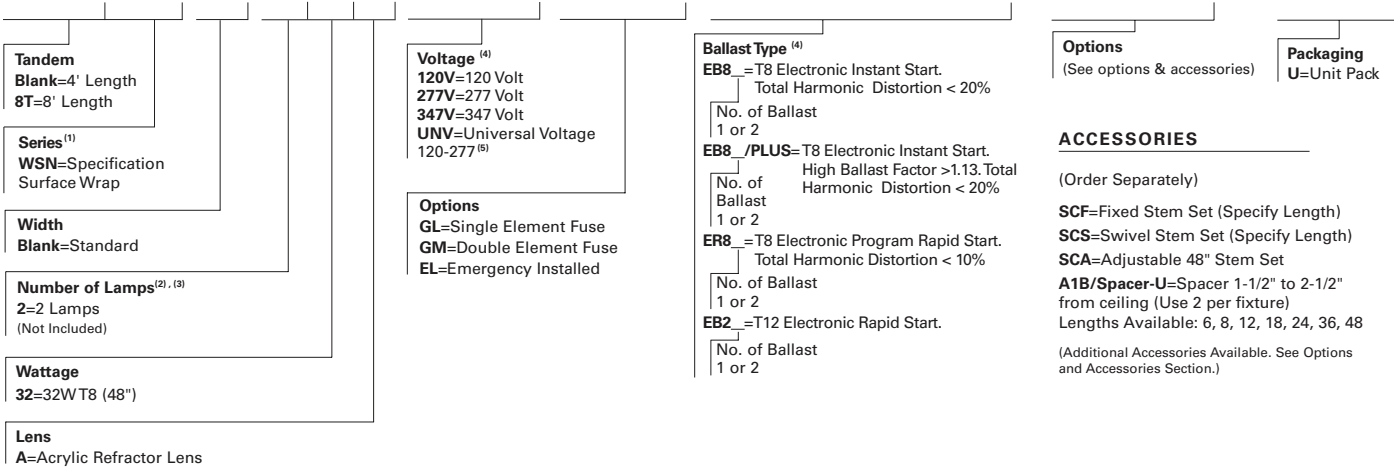 Tandem
Blank=4' Length
8T=8' Length
Series(1)
WSN=Specification
Surface Wrap
Width
Blank=Standard
Number of Lamps(2),(3)
2=2 Lamps
(Not Included)
Wattage
32=32W T8 (48")
Lens
A=Acrylic Refractor Lens
Voltage (4)
120V=120 Volt
277V=277 Volt
347V=347 Volt
UNV=Universal Voltage
120-277(5)
Options
GL=Single Element Fuse
GM=Double Element Fuse
EL=Emergency Installed
Ballast Type (4)
EB8_=T8 Electronic Instant Start.
Total Harmonic Distortion < 20%
No. of Ballast
1 or 2
EB8_/PLUS=T8 Electronic Instant Start.
High Ballast Factor >1.13. Total
Harmonic Distortion < 20%
No. of
Ballast
1 or 2
ER8_=T8 Electronic Program Rapid Start.
Total Harmonic Distortion < 10%
No. of Ballast
1 or 2
EB2_=T12 Electronic Rapid Start.
No. of Ballast
1 or 2
Options
(See options & accessories)
Packaging
U=Unit Pack
ACCESSORIES
(Order Separately)
SCF=Fixed Stem Set (Specify Length)
SCS=Swivel Stem Set (Specify Length)
SCA=Adjustable 48" Stem Set
A1B/Spacer-U=Spacer 1-1/2" to 2-1/2"
from ceiling (Use 2 per fixture)
Lengths Available: 6, 8, 12, 18, 24, 36, 48
(Additional Accessories Available. See Options
and Accessories Section.)